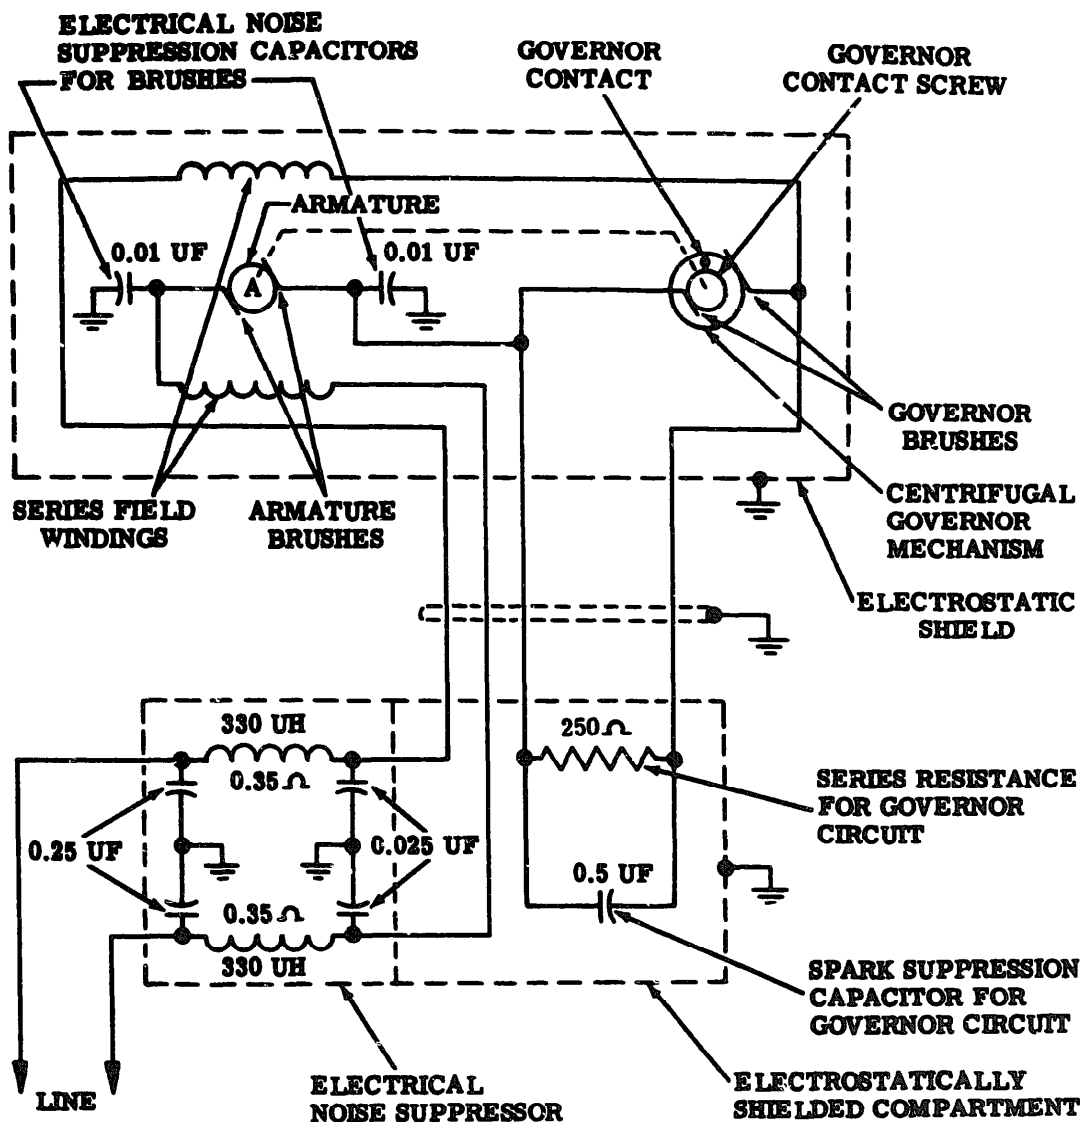 ELECTRICAL NOISE
SUPPRESSION CAPACITORS
FOR BRUSHES
GOVERNOR
CONTACT
GOVERNOR
CONTACT SCREW
ARMATURE
0.01 UF
0.01 UF
A
GOVERNOR
BRUSHES
SERIES FIELD
WINDINGS
ARMATURE
BRUSHES
CENTRIFUGAL
GOVERNOR
MECHANISM
ELECTROSTATIC
SHIELD
330 UH
0.35Ω
250Ω
SERIES RESISTANCE
FOR GOVERNOR
CIRCUIT
0.25 UF
0.025 UF
0.5 UF
0.35Ω
330 UH
SPARK SUPPRESSION
CAPACITOR FOR
GOVERNOR CIRCUIT
LINE
ELECTRICAL
NOISE SUPPRESSOR
ELECTROSTATICALLY
SHIELDED COMPARTMENT